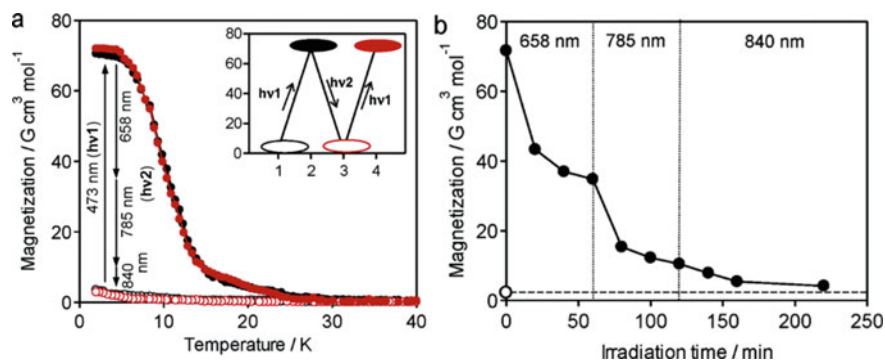 a
Magnetization / G cm³ mol⁻¹
80
60
40
20
0
0 10 20 30 40
Temperature / K
473 nm (hν1)
658 nm
785 nm
840 nm
(hν2)
80
60
40
20
0
1 2 3 4
hν1
hν2
hν1
b
Magnetization / G cm³ mol⁻¹
80
60
40
20
0
0 50 100 150 200
Irradiation time / min
658 nm
785 nm
840 nm